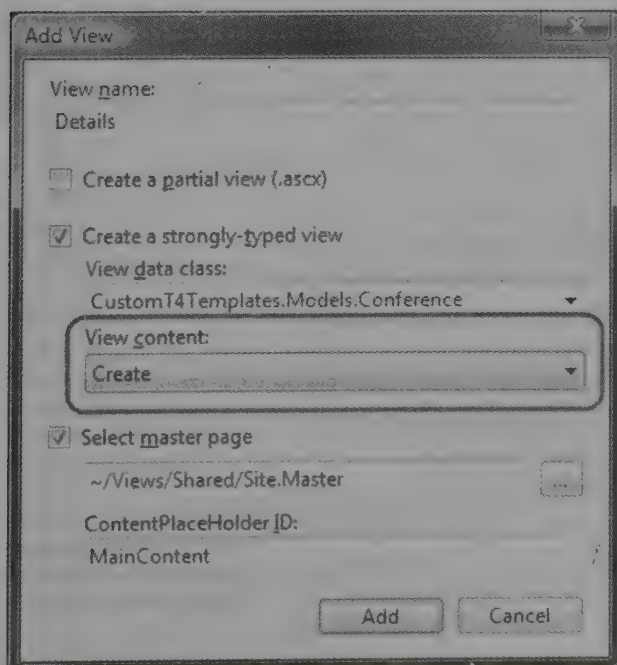 Add View
View name:
Details
Create a partial view (.ascx)
Create a strongly-typed view
View data class:
CustomT4Templates.Models.Conference
View content:
Create
Select master page
~/Views/Shared/Site.Master
...
ContentPlaceHolder ID:
MainContent
Add
Cancel